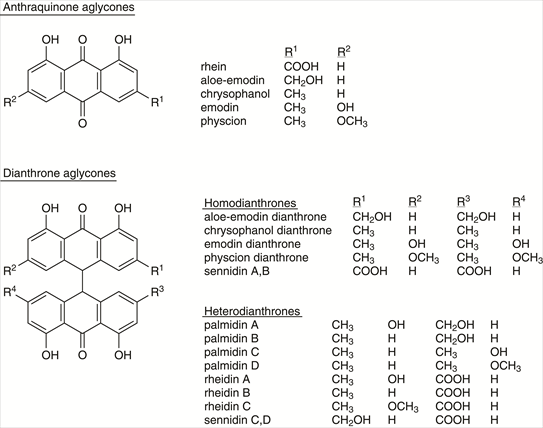 Anthraquinone aglycones
OH O OH
R² R¹
O
R¹ R²
rhein COOH H
aloe-emodin CH₂OH H
chrysophanol CH₃ H
emodin CH₃ OH
physcion CH₃ OCH₃
Dianthrone aglycones
OH O OH
R² R¹
R⁴ R³
OH O OH
Homodianthrones R¹ R² R³ R⁴
aloe-emodin dianthrone CH₂OH H CH₂OH H
chrysophanol dianthrone CH₃ H CH₃ H
emodin dianthrone CH₃ OH CH₃ OH
physcion dianthrone CH₃ OCH₃ CH₃ OCH₃
sennidin A,B COOH H COOH H
Heterodianthrones
palmidin A CH₃ OH CH₂OH H
palmidin B CH₃ H CH₂OH H
palmidin C CH₃ H CH₃ OH
palmidin D CH₃ H CH₃ OCH₃
rheidin A CH₃ OH COOH H
rheidin B CH₃ H COOH H
rheidin C CH₃ OCH₃ COOH H
sennidin C,D CH₂OH H COOH H